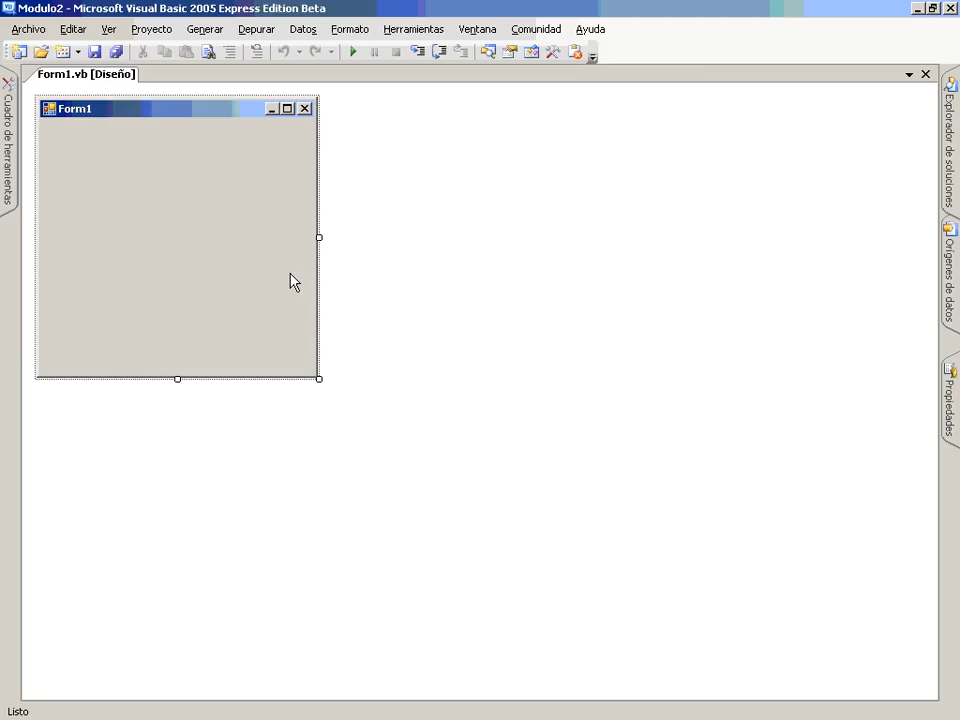 Modulo2 - Microsoft Visual Basic 2005 Express Edition Beta
Archivo Editar Ver Proyecto Generar Depurar Datos Formato Herramientas Ventana Comunidad Ayuda
Form1.vb [Diseño]
Cuadro de herramientas
Form1
Explorador de soluciones
Orígenes de datos
Propiedades
Listo